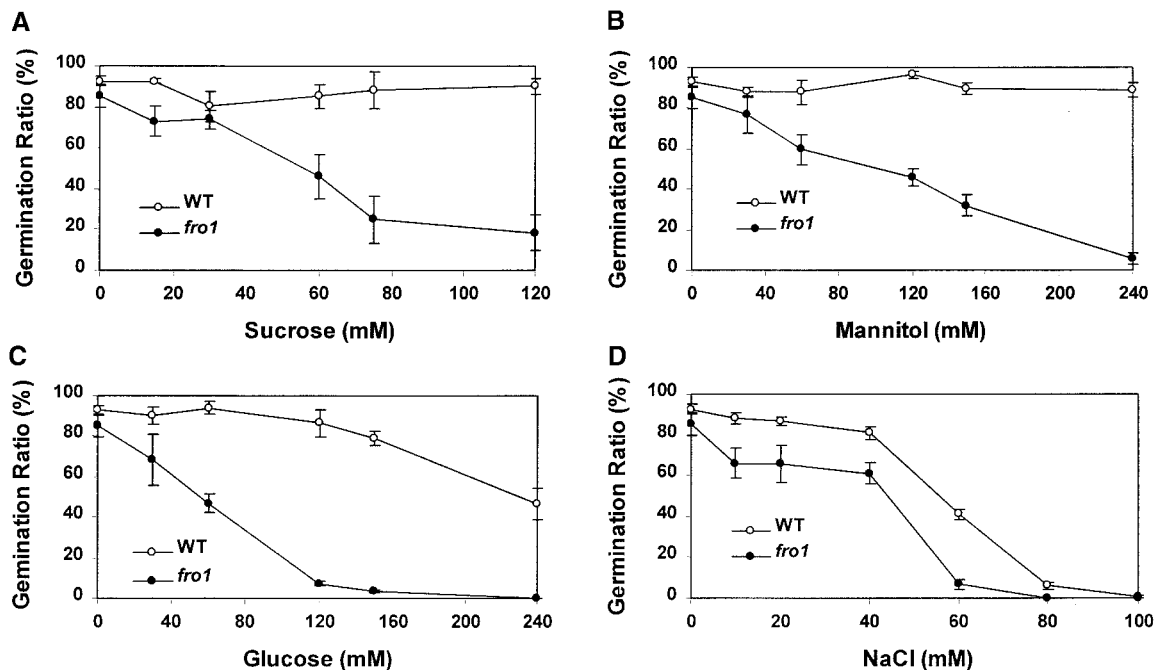 A
Germination Ratio (%)
100
80
60
40
20
0
WT
fro1
0 20 40 60 80 100 120
Sucrose (mM)
B
Germination Ratio (%)
100
80
60
40
20
0
WT
fro1
0 40 80 120 160 200 240
Mannitol (mM)
C
Gemination Ratio (%)
100
80
60
40
20
0
WT
fro1
0 40 80 120 160 200 240
Glucose (mM)
D
Germination Ratio (%)
100
80
60
40
20
0
WT
fro1
0 20 40 60 80 100 120
NaCl (mM)